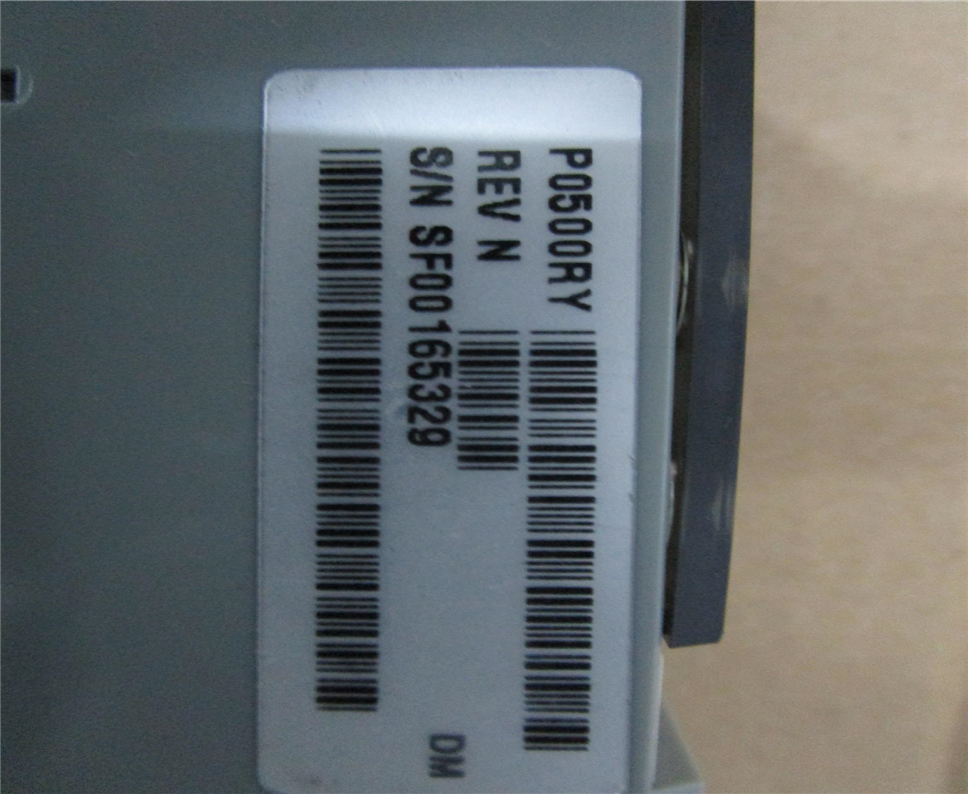 P0500RY
REV N
S/N SF00165329
DM